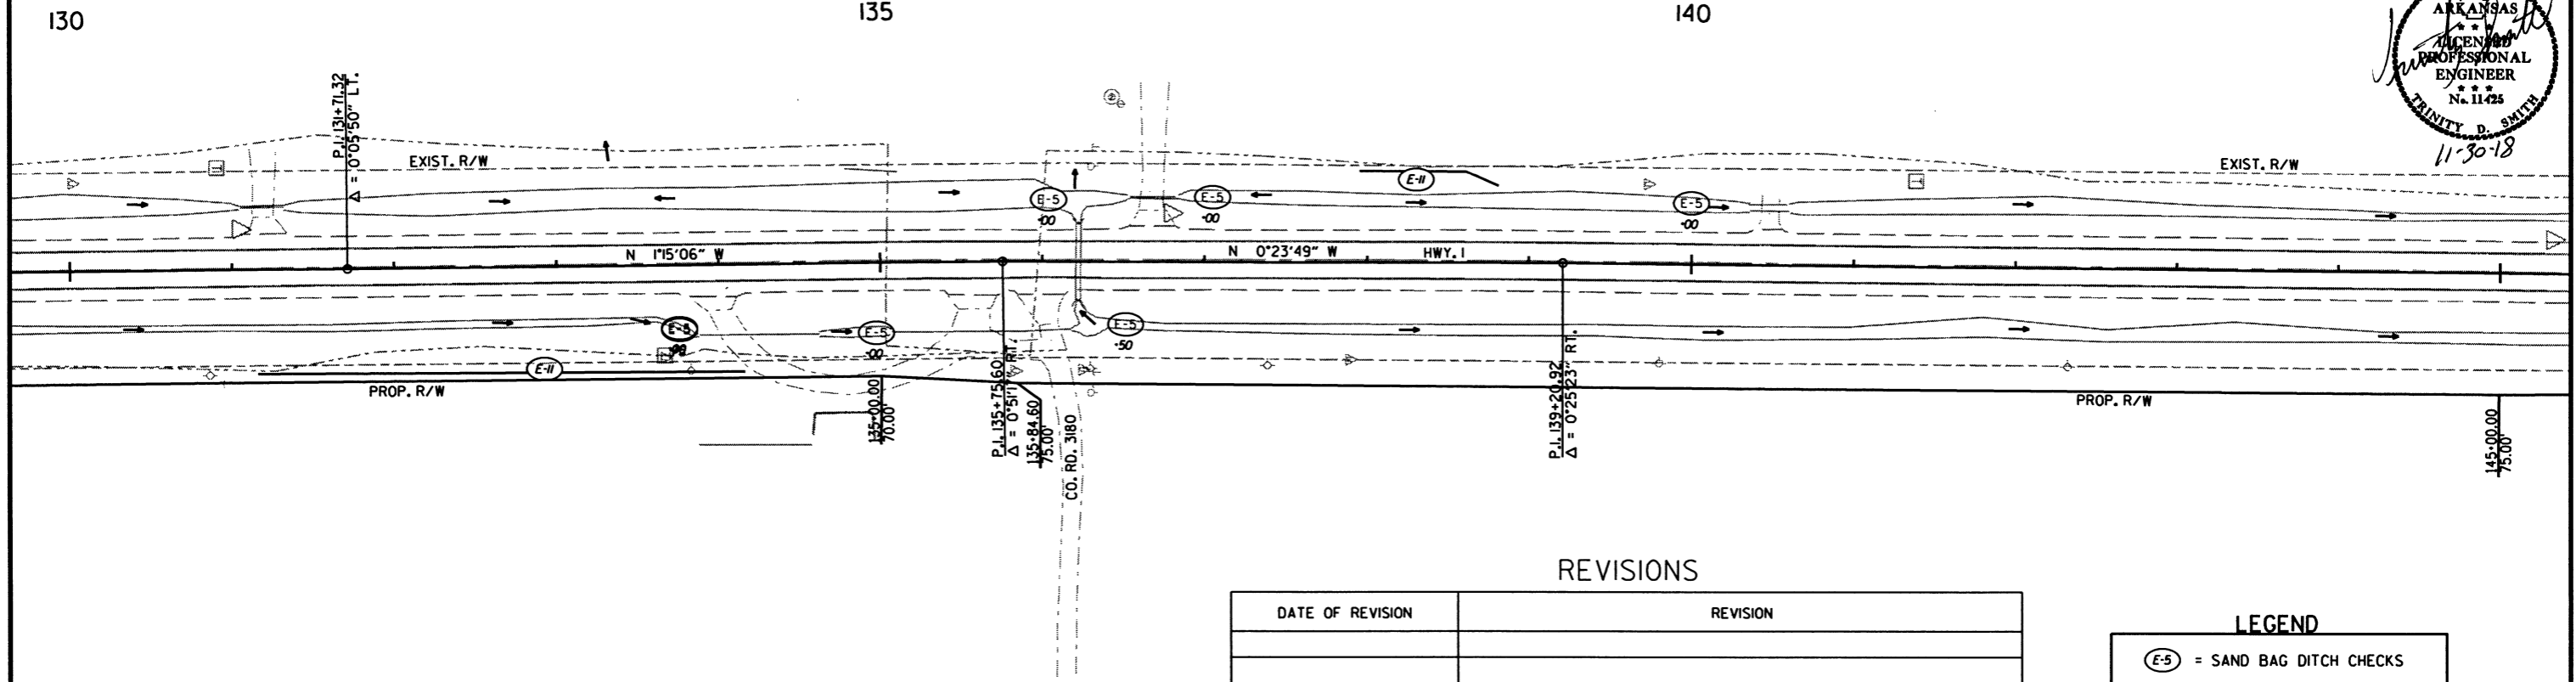 130
135
140
ARKANSAS
* * *
LICENSED
PROFESSIONAL
ENGINEER
* * *
No. 11425
TRINITY D. SMITH
11-30-18
P.I. 131+71.32
Δ = 0°05'50" LT.
EXIST. R/W
EXIST. R/W
E-11
E-5
-00
E-5
-00
E-5
-00
N 1°15'06" W
N 0°23'49" W
HWY. 1
E-5
E-5
-00
E-5
-50
E-11
PROP. R/W
PROP. R/W
135+00.00
70.00'
P.I. 135+75.60
Δ = 0°51'17" RT.
135+84.60
75.00'
CO. RD. 3180
P.I. 139+20.92
Δ = 0°25'23" RT.
145+00.00
75.00'
REVISIONS
DATE OF REVISION
REVISION
LEGEND
E-5 = SAND BAG DITCH CHECKS